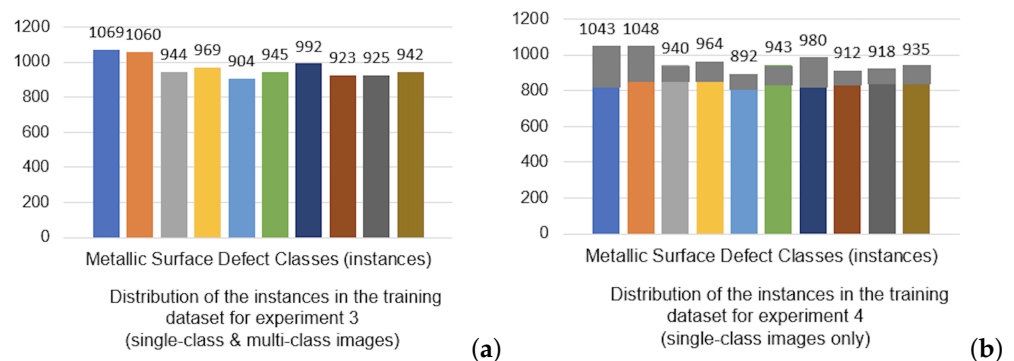 1200
1000
800
600
400
200
0
1069 1060 944 969 904 945 992 923 925 942
Metallic Surface Defect Classes (instances)
Distribution of the instances in the training
dataset for experiment 3
(single-class & multi-class images)
(a)
1200
1000
800
600
400
200
0
1043 1048 940 964 892 943 980 912 918 935
Metallic Surface Defect Classes (instances)
Distribution of the instances in the training
dataset for experiment 4
(single-class images only)
(b)